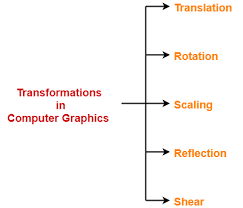 Translation
Rotation
Transformations
in
Computer Graphics
Scaling
Reflection
Shear